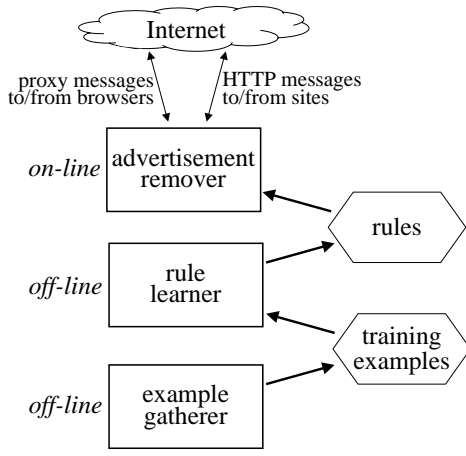 Internet
proxy messages
to/from browsers
HTTP messages
to/from sites
on-line
advertisement
remover
rules
off-line
rule
learner
training
examples
off-line
example
gatherer